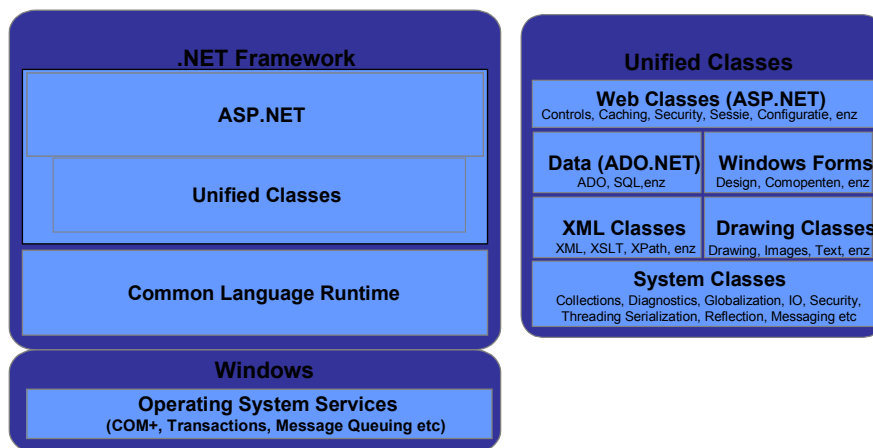 .NET Framework
ASP.NET
Unified Classes
Common Language Runtime
Windows
Operating System Services
(COM+, Transactions, Message Queuing etc)
Unified Classes
Web Classes (ASP.NET)
Controls, Caching, Security, Sessie, Configuratie, enz
Data (ADO.NET)
ADO, SQL,enz
Windows Forms
Design, Comopenten, enz
XML Classes
XML, XSLT, XPath, enz
Drawing Classes
Drawing, Images, Text, enz
System Classes
Collections, Diagnostics, Globalization, IO, Security,
Threading Serialization, Reflection, Messaging etc